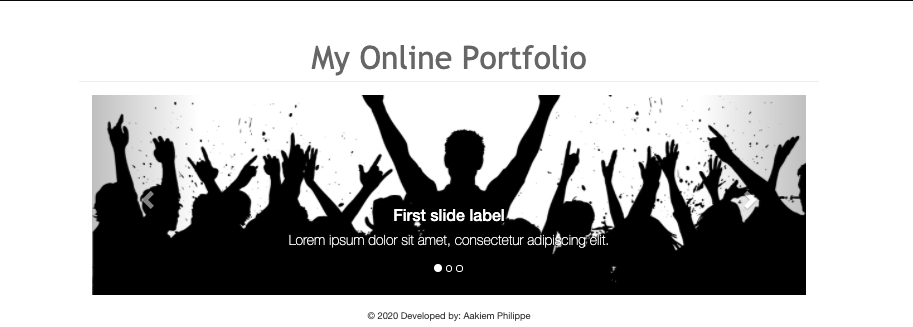 My Online Portfolio
First slide label
Lorem ipsum dolor sit amet, consectetur adipiscing elit.
© 2020 Developed by: Aakiem Philippe